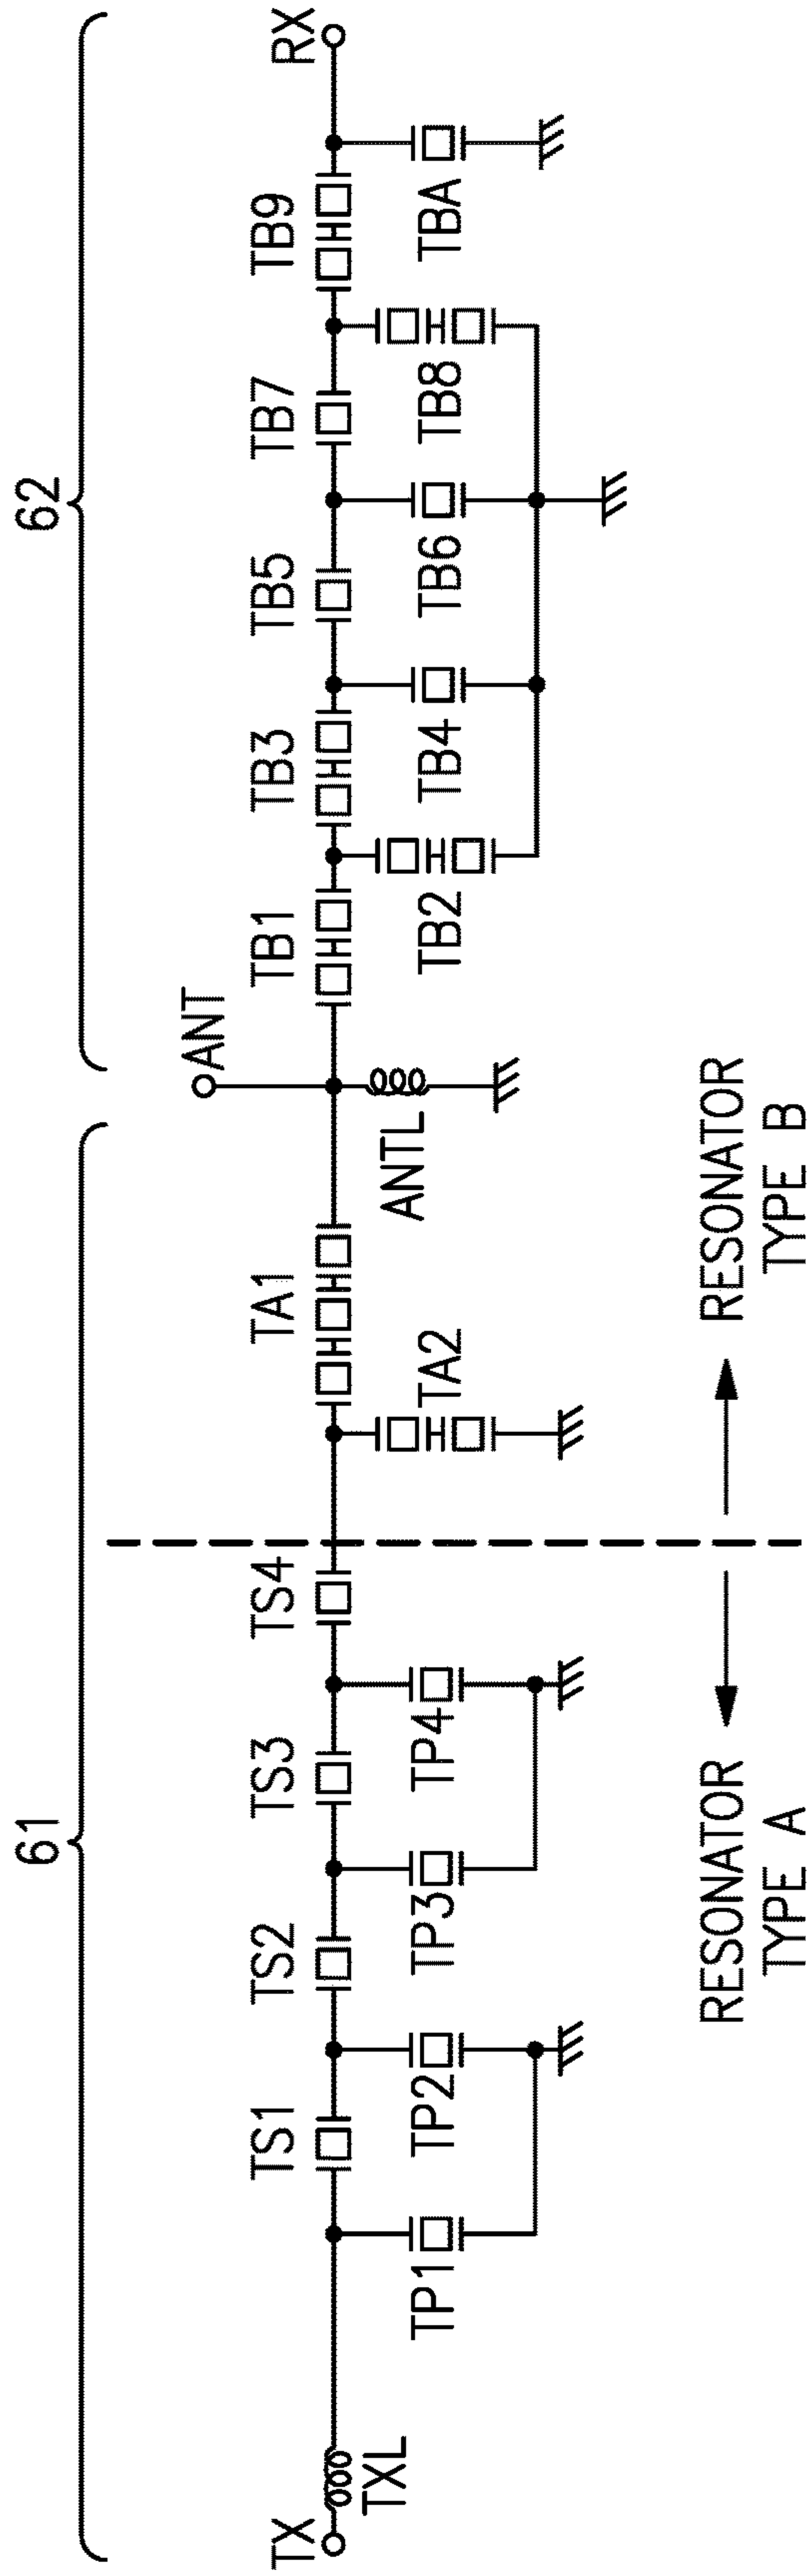 61
62
TX
TXL
TP1
TS1
TP2
TS2
TP3
TS3
TP4
TS4
TA2
TA1
ANT
ANTL
TB1
TB2
TB3
TB4
TB5
TB6
TB7
TB8
TB9
TBA
RX
RESONATOR
TYPE A
RESONATOR
TYPE B